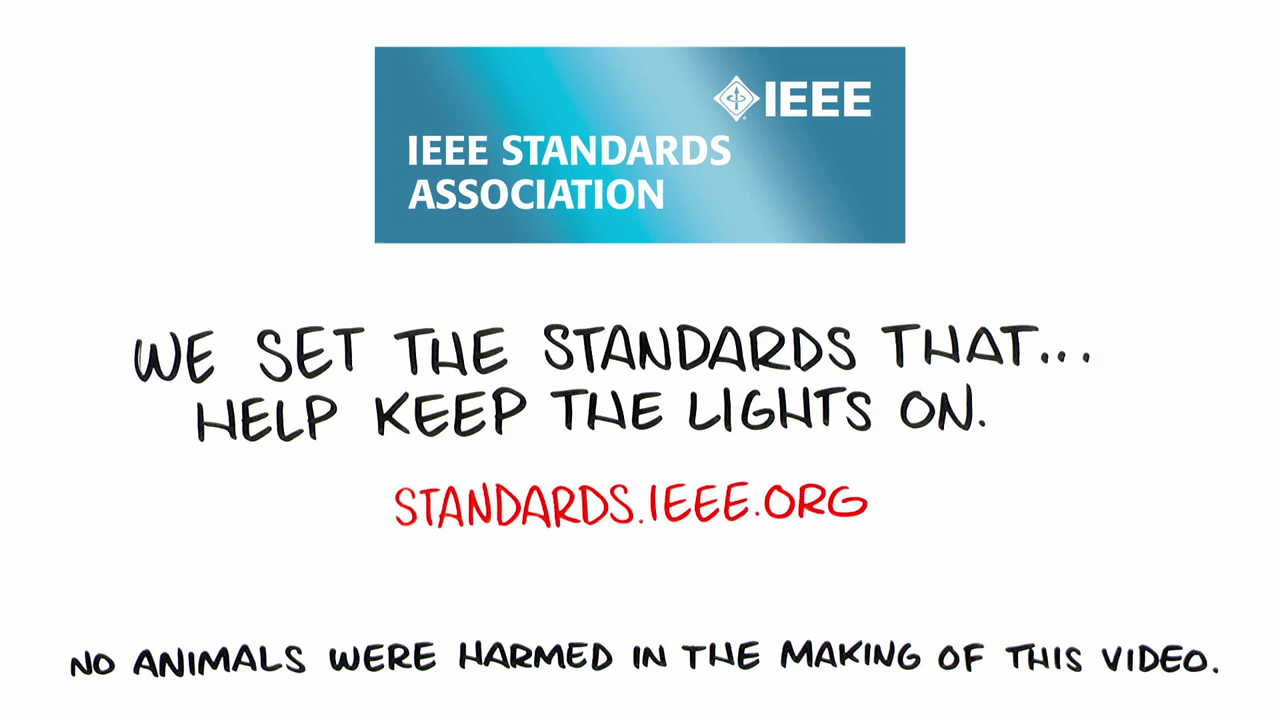 IEEE
IEEE STANDARDS
ASSOCIATION
WE SET THE STANDARDS THAT...
HELP KEEP THE LIGHTS ON.
STANDARDS.IEEE.ORG
NO ANIMALS WERE HARMED IN THE MAKING OF THIS VIDEO.